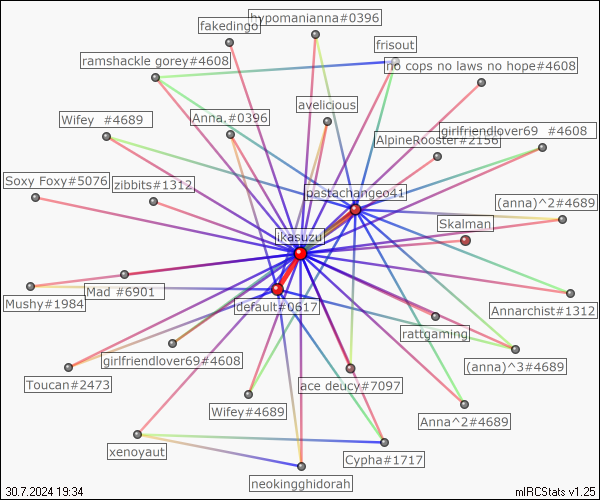 hypomanianna#0396
fakedingo
frisout
ramshackle gorey#4608
no cops no laws no hope#4608
avelicious
Wifey  #4689
Anna,#0396
girlfriendlover69  #4608
AlpineRooster#2156
Soxy Foxy#5076
zibbits#1312
pastachangeo41
(anna)^2#4689
Skalman
ikasuzu
Mushy#1984
Mad #6901
default#0617
Annarchist#1312
rattgaming
girlfriendlover69#4608
(anna)^3#4689
Toucan#2473
ace deucy#7097
Wifey#4689
Anna^2#4689
xenoyaut
Cypha#1717
neokingghidorah
30.7.2024 19:34
mIRCStats v1.25